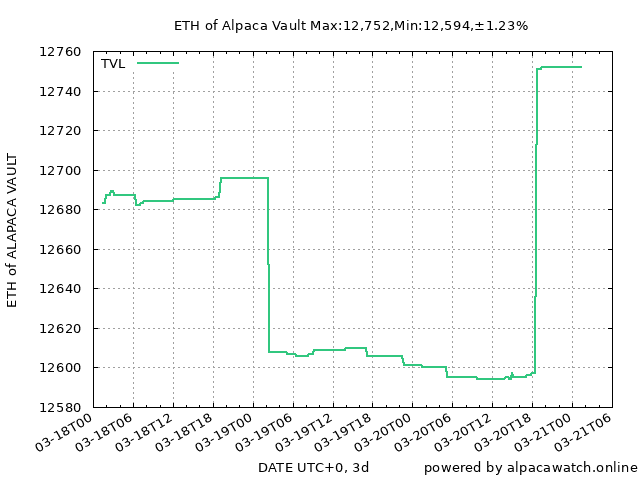 ETH of Alpaca Vault Max:12,752,Min:12,594,±1.23%
TVL
ETH of ALAPACA VAULT
12760
12740
12720
12700
12680
12660
12640
12620
12600
12580
03-18T00
03-18T06
03-18T12
03-18T18
03-19T00
03-19T06
03-19T12
03-19T18
03-20T00
03-20T06
03-20T12
03-20T18
03-21T00
03-21T06
DATE UTC+0, 3d
powered by alpacawatch.online